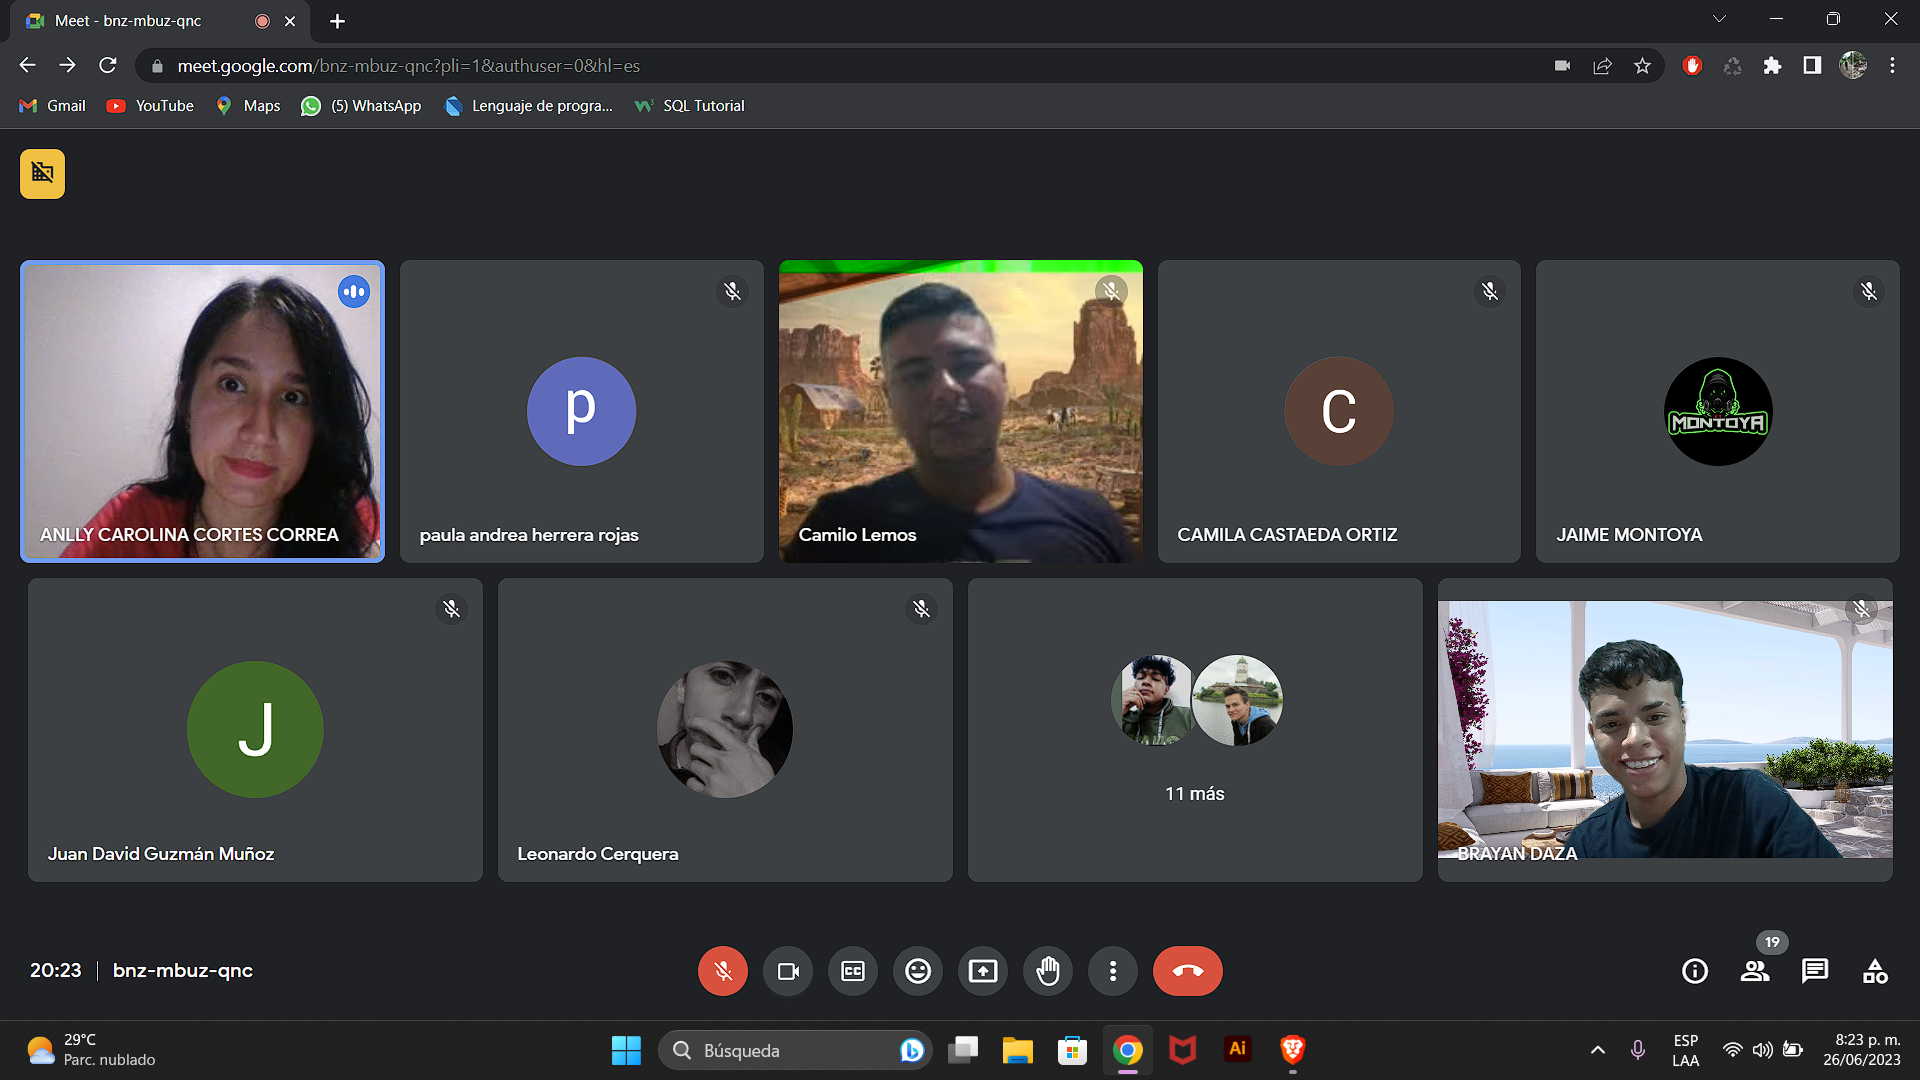 Meet - bnz-mbuz-qnc
meet.google.com/bnz-mbuz-qnc?pli=1&authuser=0&hl=es
Gmail
YouTube
Maps
(5) WhatsApp
Lenguaje de progra...
SQL Tutorial
ANLLY CAROLINA CORTES CORREA
p
paula andrea herrera rojas
Camilo Lemos
C
CAMILA CASTAEDA ORTIZ
MONTOYA
JAIME MONTOYA
J
Juan David Guzmán Muñoz
Leonardo Cerquera
11 más
BRAYAN DAZA
20:23
bnz-mbuz-qnc
CC
19
29°C
Parc. nublado
Búsqueda
Ai
ESP
LAA
8:23 p. m.
26/06/2023